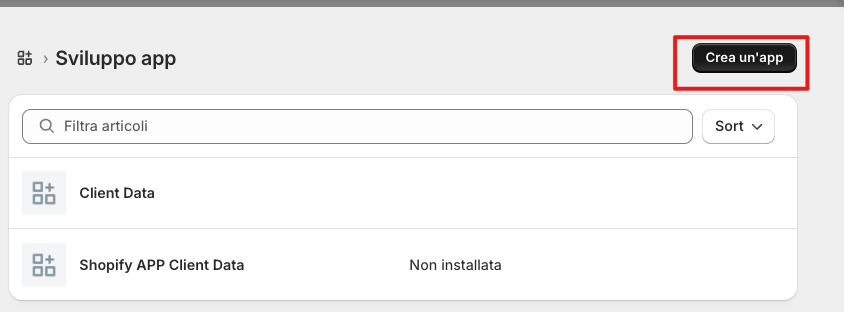 Sviluppo app
Crea un'app
Filtra articoli
Sort
Client Data
Shopify APP Client Data
Non installata